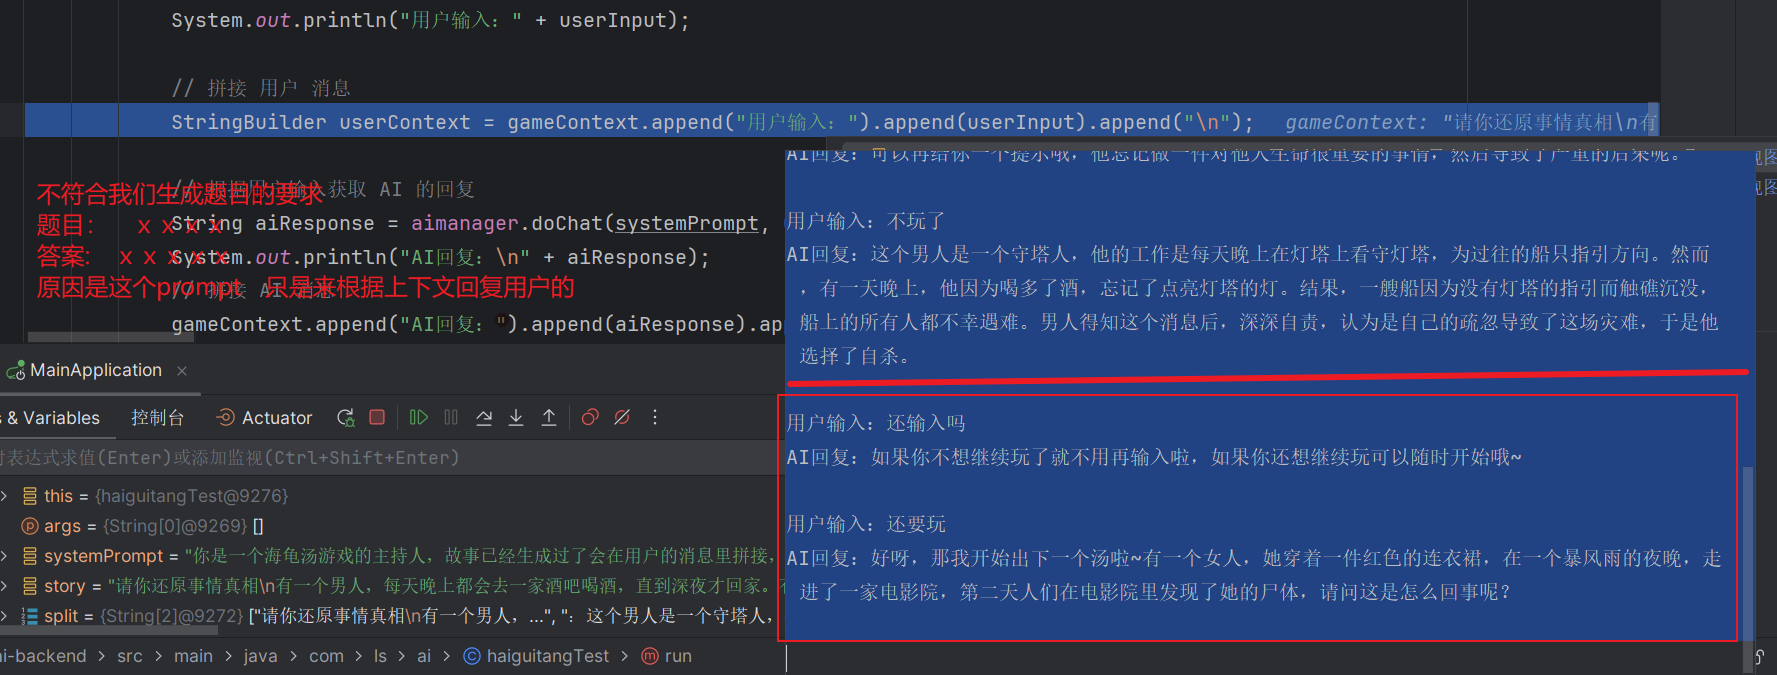 System.out.println("用户输入：" + userInput);
// 拼接 用户 消息
StringBuilder userContext = gameContext.append("用户输入：").append(userInput).append("\n"); gameContext: "请你还原事情真相\n有
获取 AI 的回复
String aiResponse = aimanager.doChat(systemPrompt,
System.out.println("AI回复：\n" + aiResponse);
// 拼接 AI 消息
gameContext.append("AI回复：").append(aiResponse).ap
不符合我们生成题目的要求
题目： x x x x
答案: x x x x x
原因是这个prompt 只是来根据上下文回复用户的
AI回复：可以再给你一个提示哦，他忘记做一件对他人生命很重要的事情，然后导致了严重的后果呢。
用户输入：不玩了
AI回复：这个男人是一个守塔人，他的工作是每天晚上在灯塔上看守灯塔，为过往的船只指引方向。然而
，有一天晚上，他因为喝多了酒，忘记了点亮灯塔的灯。结果，一艘船因为没有灯塔的指引而触礁沉没，
船上的所有人都不幸遇难。男人得知这个消息后，深深自责，认为是自己的疏忽导致了这场灾难，于是他
选择了自杀。
用户输入：还输入吗
AI回复：如果你不想继续玩了就不用再输入啦，如果你还想继续玩可以随时开始哦~
用户输入：还要玩
AI回复：好呀，那我开始出下一个汤啦~有一个女人，她穿着一件红色的连衣裙，在一个暴风雨的夜晚，走
进了一家电影院，第二天人们在电影院里发现了她的尸体，请问这是怎么回事呢？
MainApplication
& Variables 控制台 Actuator
表达式求值(Enter)或添加监视(Ctrl+Shift+Enter)
this = {haiguitangTest@9276}
args = {String[0]@9269} []
systemPrompt = "你是一个海龟汤游戏的主持人，故事已经生成过了会在用户的消息里拼接，
story = "请你还原事情真相\n有一个男人，每天晚上都会去一家酒吧喝酒，直到深夜才回家。
split = {String[2]@9272} ["请你还原事情真相\n有一个男人，...", "：这个男人是一个守塔人，
ai-backend > src > main > java > com > ls > ai > haiguitangTest > run